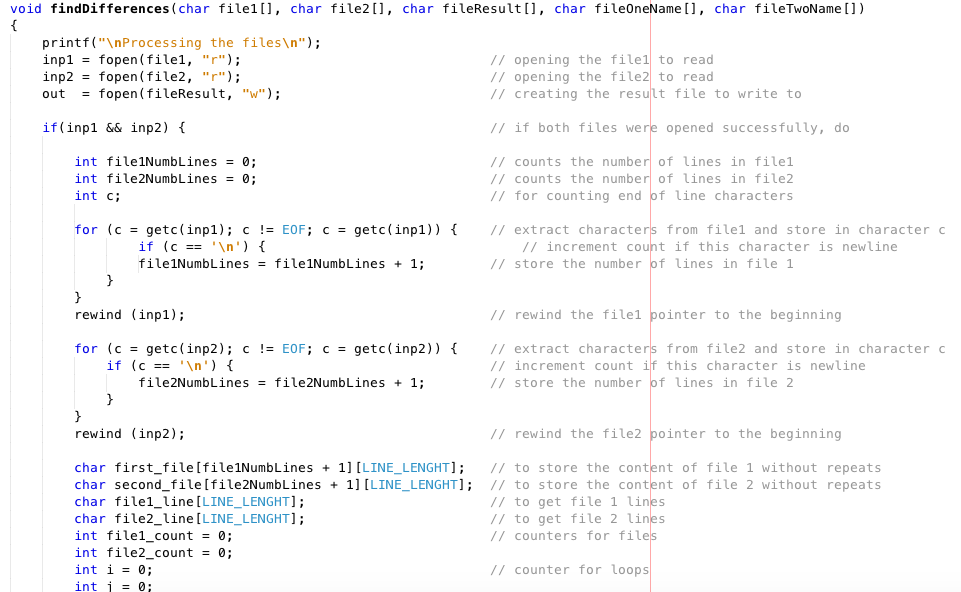 void findDifferences(char file1[], char file2[], char fileResult[], char fileOneName[], char fileTwoName[])
{
    printf("\nProcessing the files\n");
    inp1 = fopen(file1, "r");                               // opening the file1 to read
    inp2 = fopen(file2, "r");                               // opening the file2 to read
    out  = fopen(fileResult, "w");                          // creating the result file to write to

    if(inp1 && inp2) {                                      // if both files were opened successfully, do

        int file1NumbLines = 0;                             // counts the number of lines in file1
        int file2NumbLines = 0;                             // counts the number of lines in file2
        int c;                                              // for counting end of line characters

        for (c = getc(inp1); c != EOF; c = getc(inp1)) {    // extract characters from file1 and store in character c
                if (c == '\n') {                                // increment count if this character is newline
                file1NumbLines = file1NumbLines + 1;        // store the number of lines in file 1
            }
        }
        rewind (inp1);                                      // rewind the file1 pointer to the beginning

        for (c = getc(inp2); c != EOF; c = getc(inp2)) {    // extract characters from file2 and store in character c
            if (c == '\n') {                                // increment count if this character is newline
                file2NumbLines = file2NumbLines + 1;        // store the number of lines in file 2
            }
        }
        rewind (inp2);                                      // rewind the file2 pointer to the beginning

        char first_file[file1NumbLines + 1][LINE_LENGHT];   // to store the content of file 1 without repeats
        char second_file[file2NumbLines + 1][LINE_LENGHT];  // to store the content of file 2 without repeats
        char file1_line[LINE_LENGHT];                       // to get file 1 lines
        char file2_line[LINE_LENGHT];                       // to get file 2 lines
        int file1_count = 0;                                // counters for files
        int file2_count = 0;
        int i = 0;                                          // counter for loops
        int j = 0;